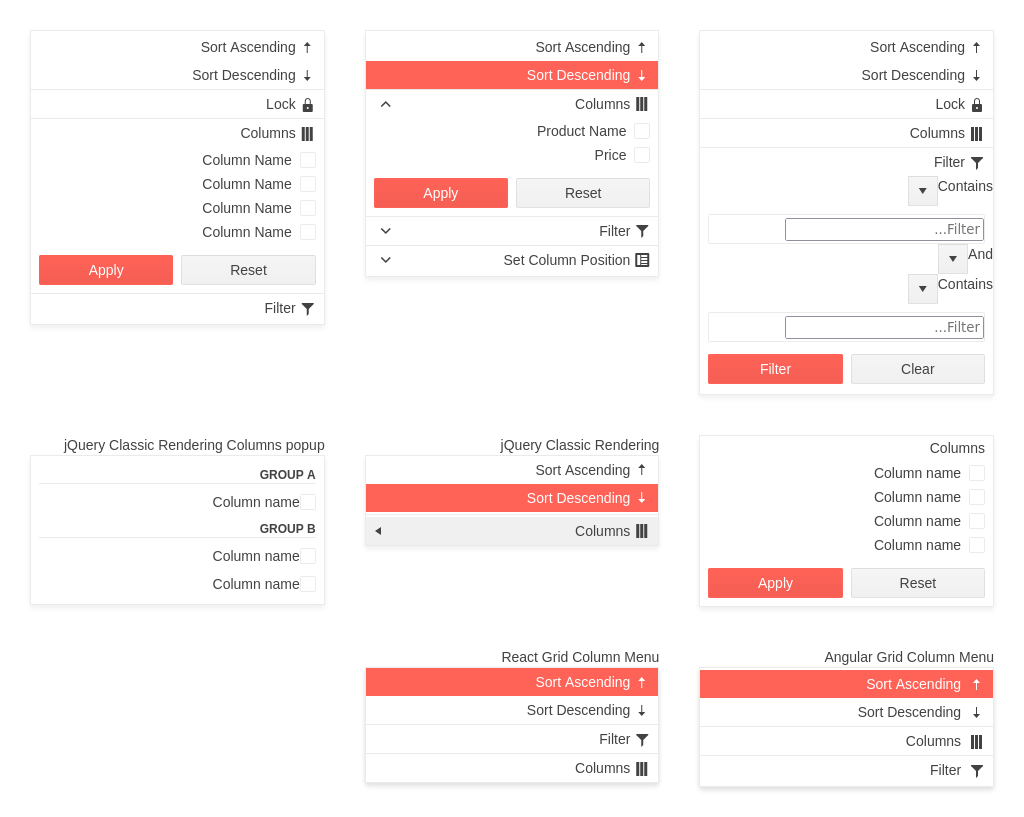 Sort Ascending
Sort Descending
Lock
Columns
Column Name
Column Name
Column Name
Column Name
Apply Reset
Filter
Sort Ascending
Sort Descending
Columns
Product Name
Price
Apply Reset
Filter
Set Column Position
Sort Ascending
Sort Descending
Lock
Columns
Filter
Contains
...Filter
And
Contains
...Filter
Filter Clear
jQuery Classic Rendering Columns popup
GROUP A
Column name
GROUP B
Column name
Column name
jQuery Classic Rendering
Sort Ascending
Sort Descending
Columns
Columns
Column name
Column name
Column name
Column name
Apply Reset
React Grid Column Menu
Sort Ascending
Sort Descending
Filter
Columns
Angular Grid Column Menu
Sort Ascending
Sort Descending
Columns
Filter